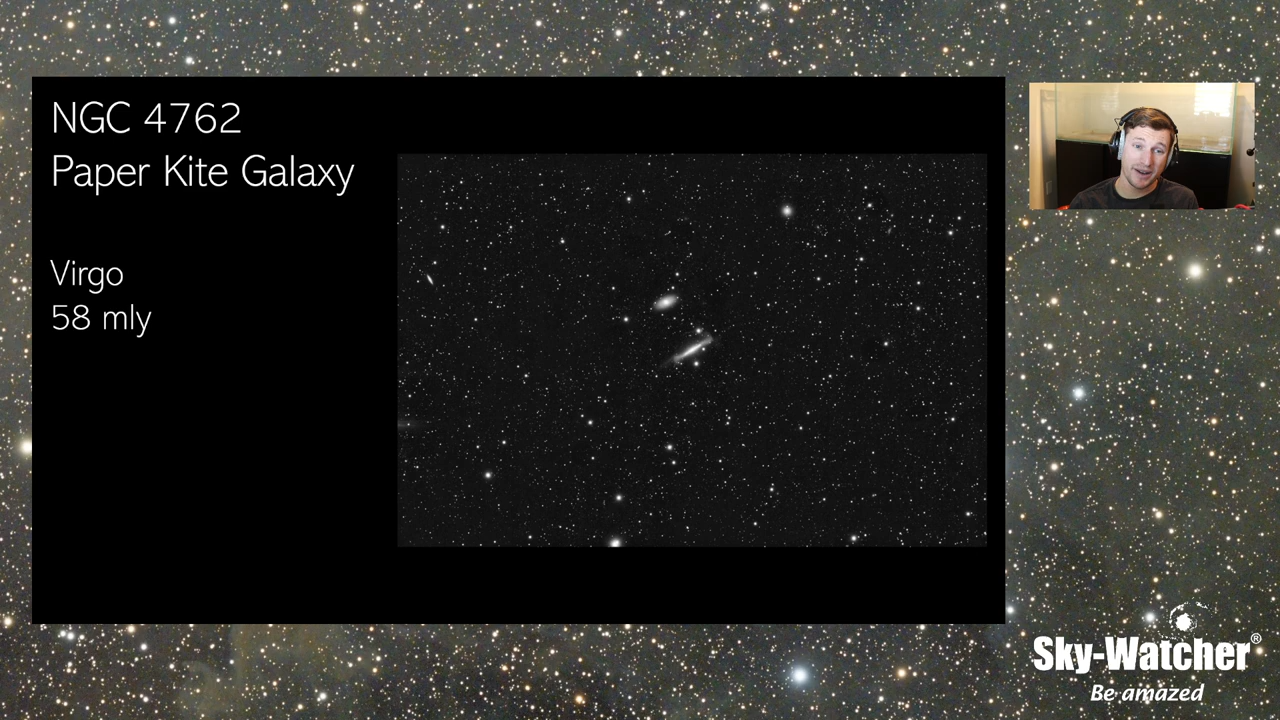 NGC 4762
Paper Kite Galaxy
Virgo
58 mly
Sky-Watcher®
Be amazed